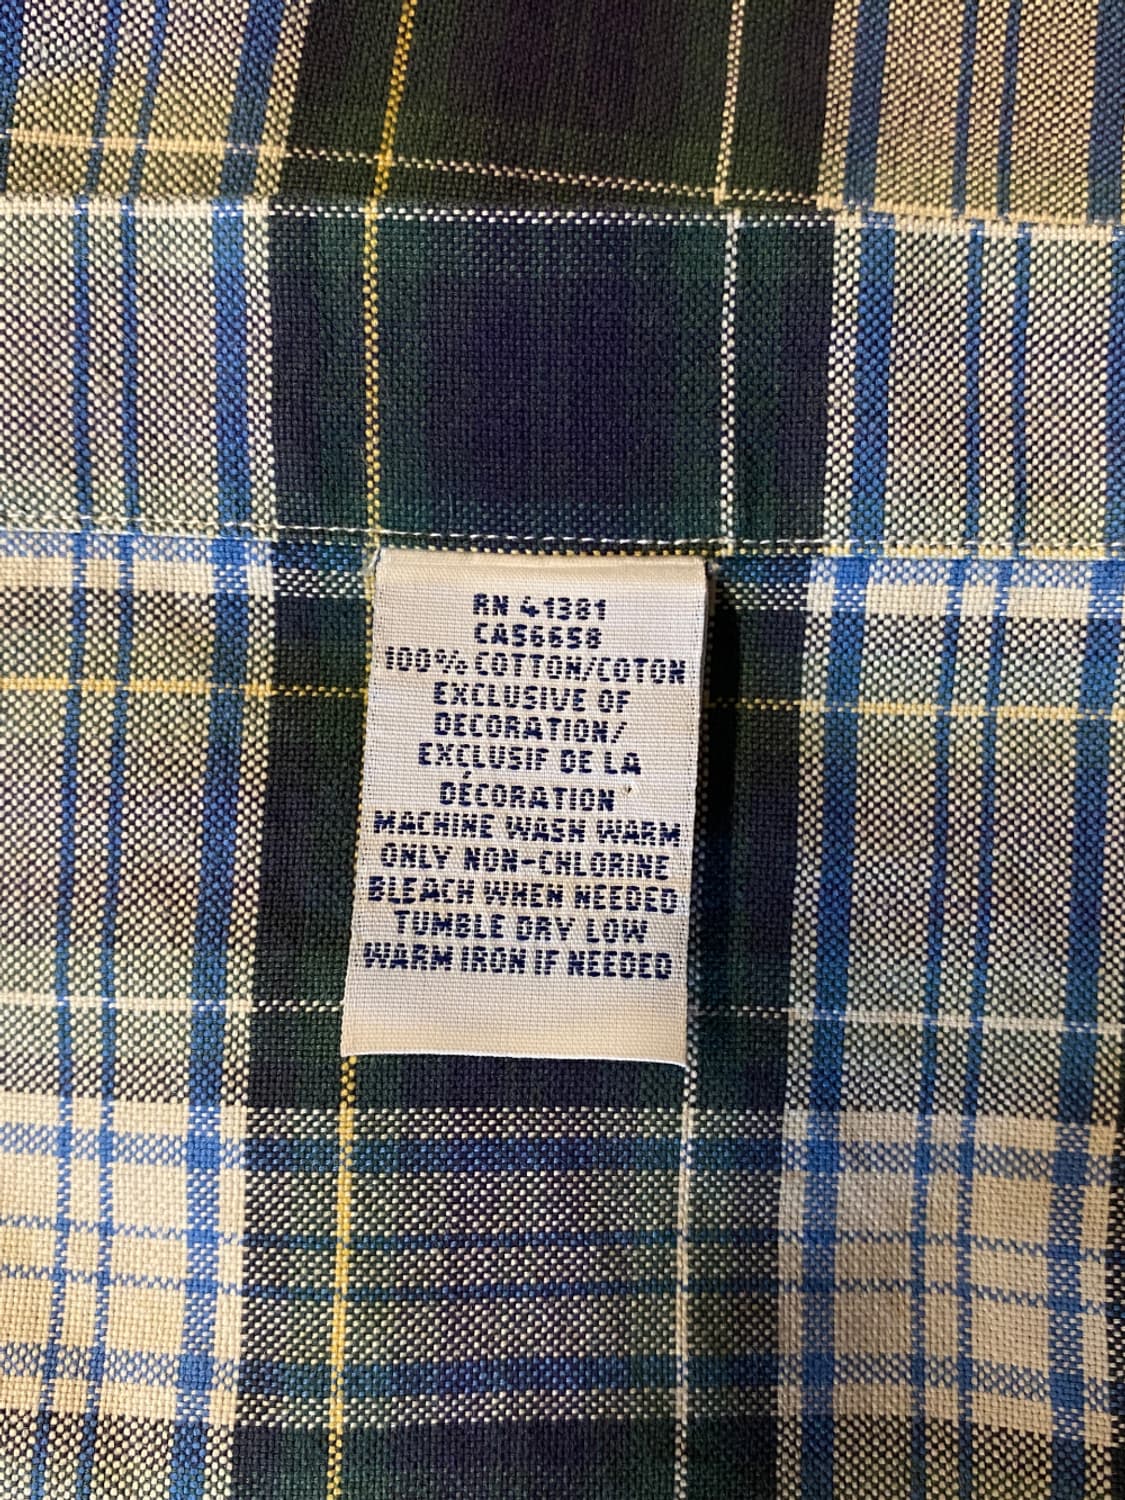 RN 41381
CA56658
100% COTTON/COTON
EXCLUSIVE OF
DECORATION/
EXCLUSIF DE LA
DÉCORATION
MACHINE WASH WARM
ONLY NON-CHLORINE
BLEACH WHEN NEEDED
TUMBLE DRY LOW
WARM IRON IF NEEDED